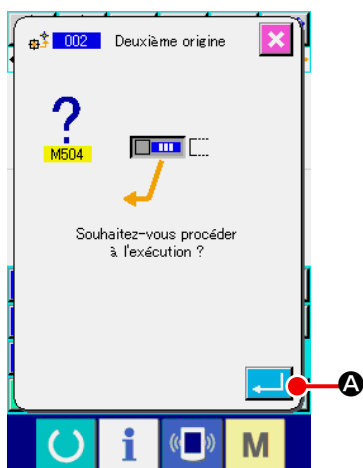 002 Deuxième origine
?
M504
Souhaitez-vous procéder
à l'exécution ?
A
i M